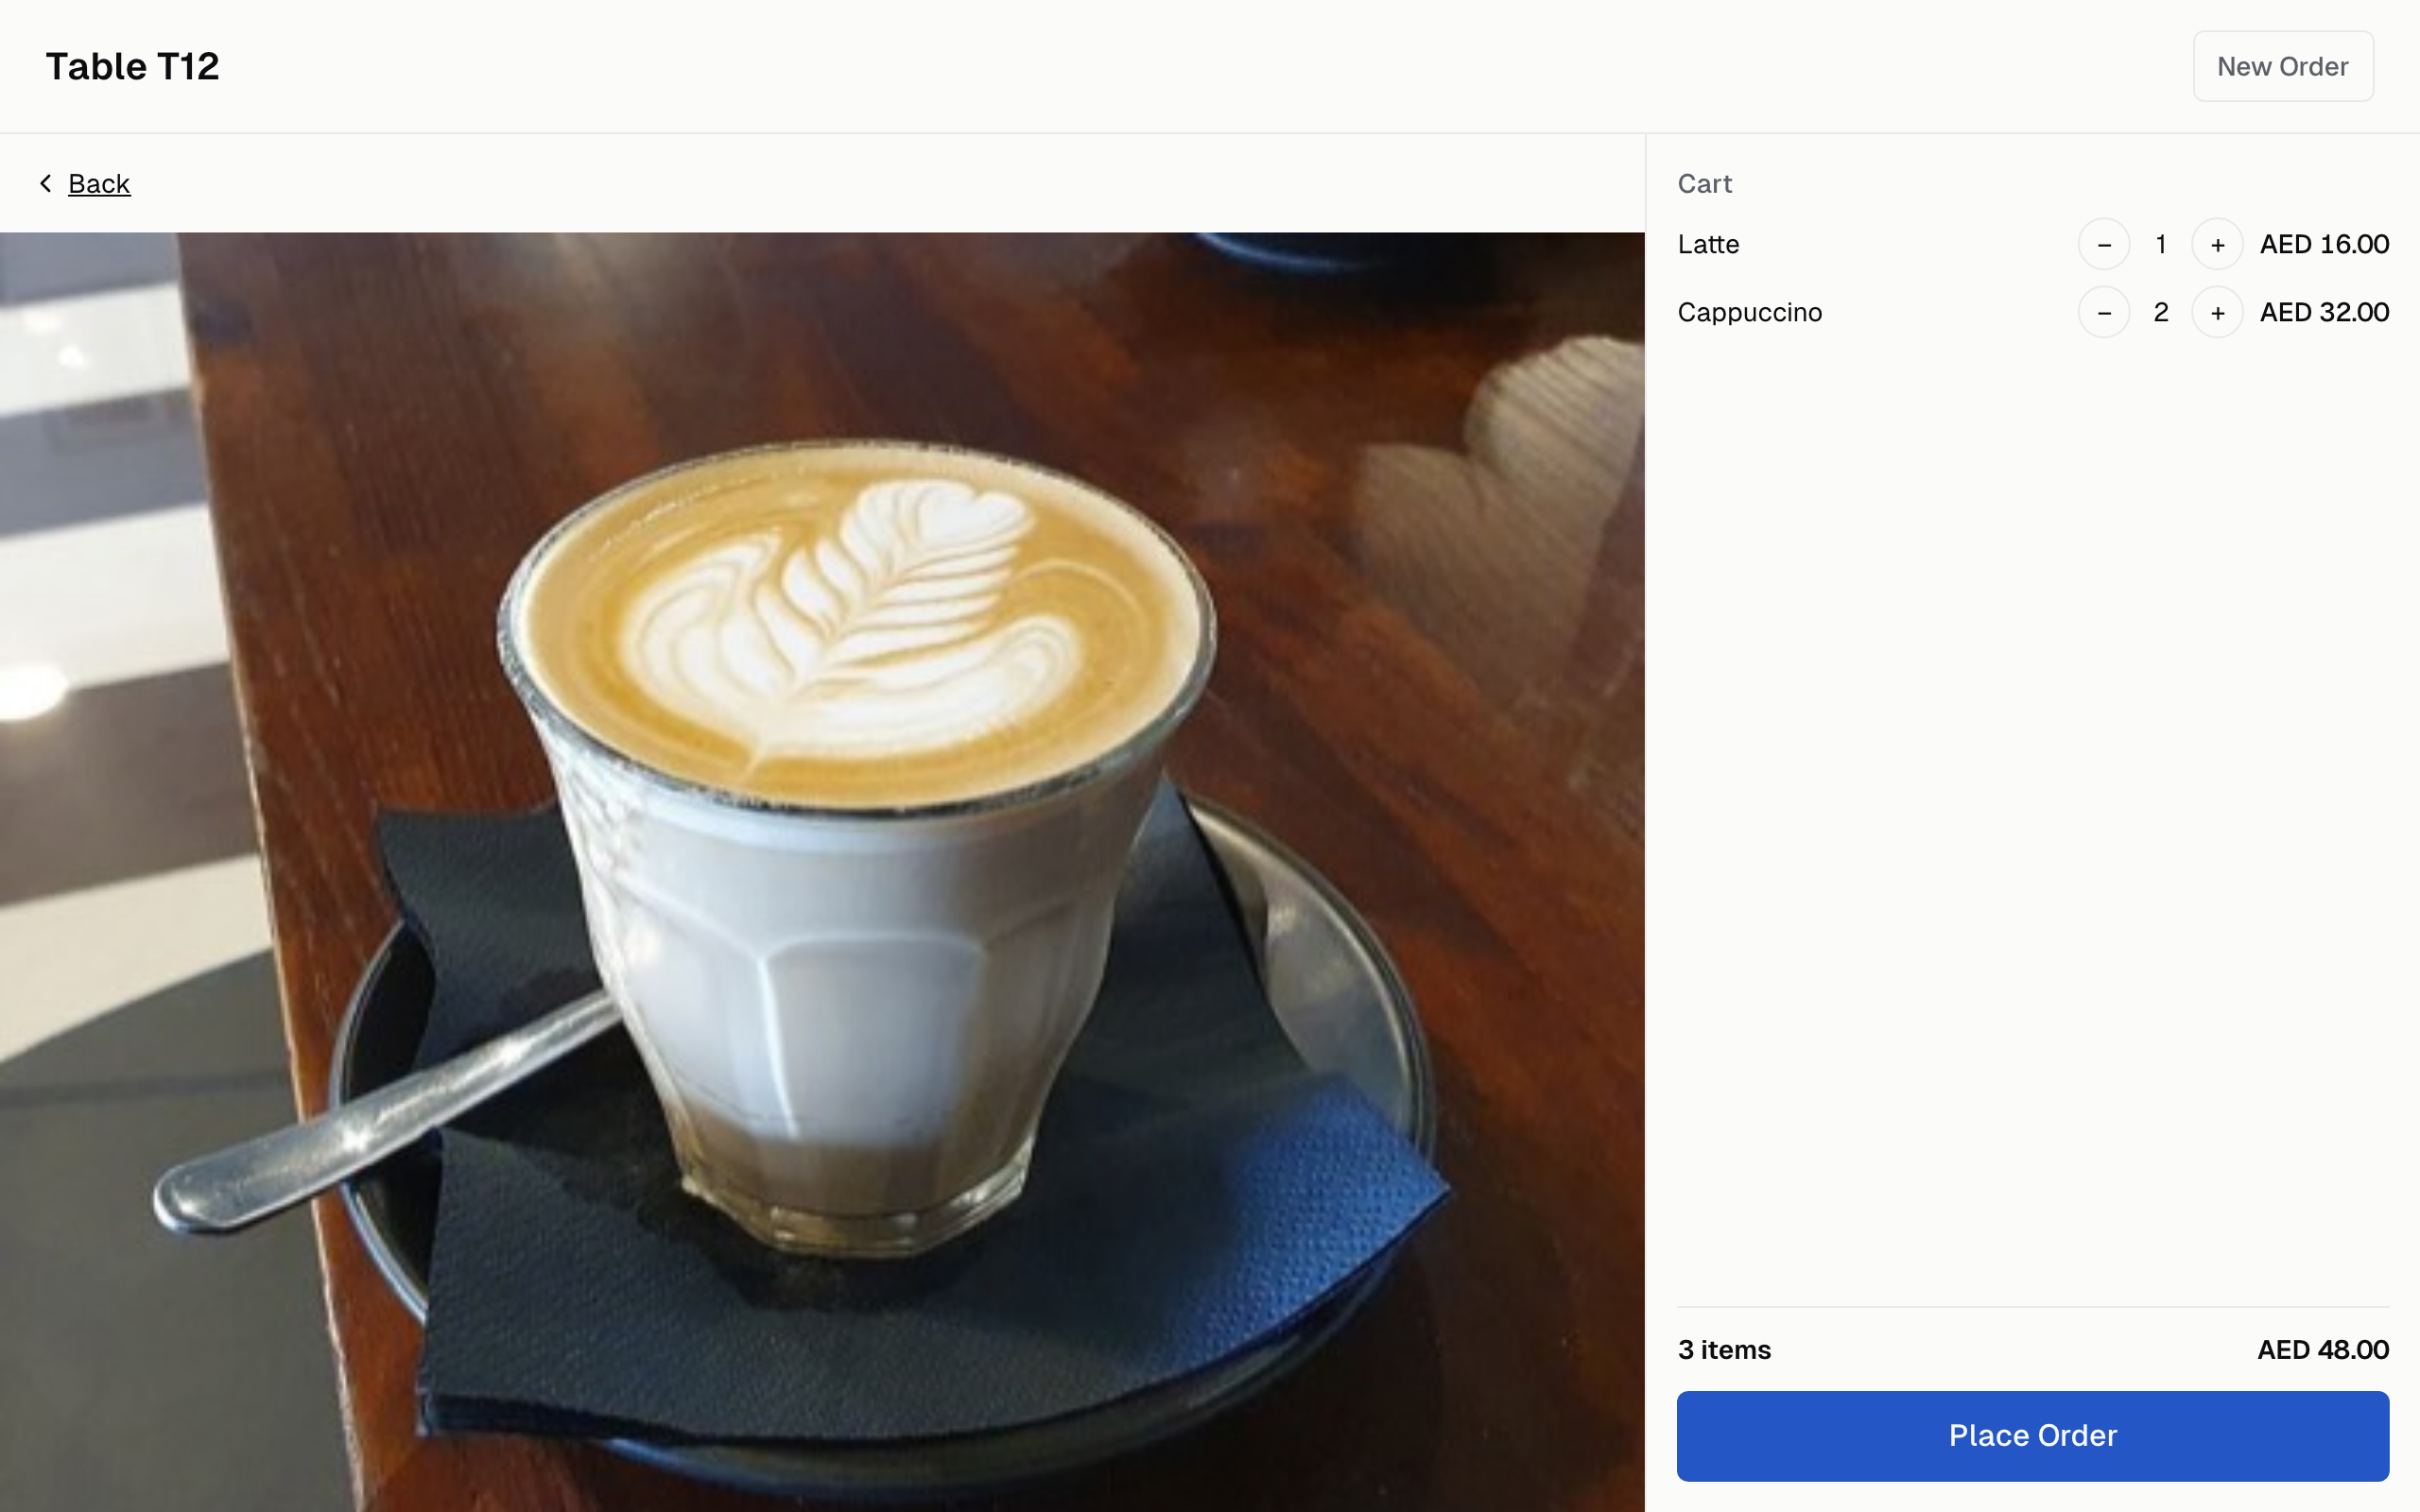 Table T12
New Order
Back
Cart
Latte − 1 + AED 16.00
Cappuccino − 2 + AED 32.00
3 items AED 48.00
Place Order